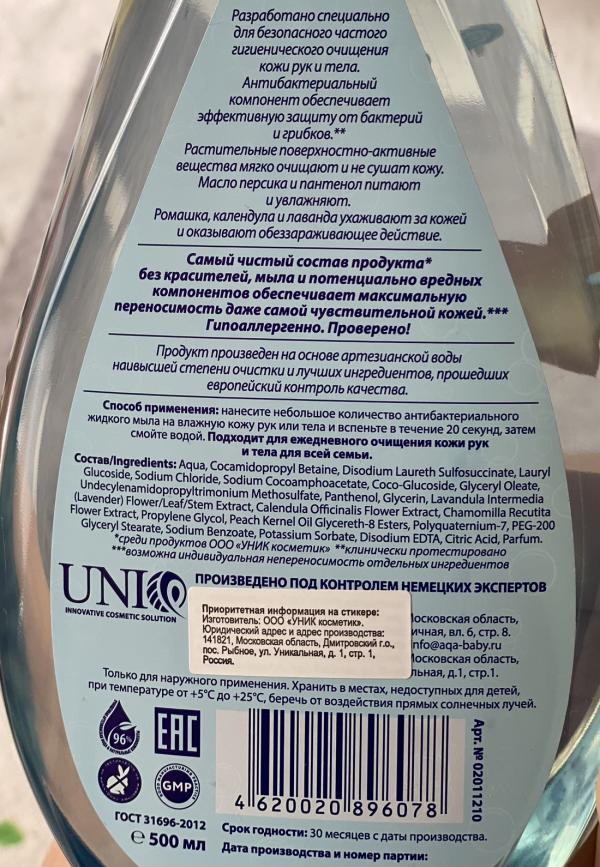 Разработано специально
для безопасного частого
гигиенического очищения
кожи рук и тела.
Антибактериальный
компонент обеспечивает
эффективную защиту от бактерий
и грибков.**
Растительные поверхностно-активные
вещества мягко очищают и не сушат кожу.
Масло персика и пантенол питают
и увлажняют.
Ромашка, календула и лаванда ухаживают за кожей
и оказывают обеззараживающее действие.
Самый чистый состав продукта*
без красителей, мыла и потенциально вредных
компонентов обеспечивает максимальную
переносимость даже самой чувствительной кожей.***
Гипоаллергенно. Проверено!
Продукт произведен на основе артезианской воды
наивысшей степени очистки и лучших ингредиентов, прошедших
европейский контроль качества.
Способ применения: нанесите небольшое количество антибактериального
жидкого мыла на влажную кожу рук или тела и вспеньте в течение 20 секунд, затем
смойте водой. Подходит для ежедневного очищения кожи рук
и тела для всей семьи.
Состав/Ingredients: Aqua, Cocamidopropyl Betaine, Disodium Laureth Sulfosuccinate, Lauryl
Glucoside, Sodium Chloride, Sodium Cocoamphoacetate, Coco-Glucoside, Glyceryl Oleate,
Undecylenamidopropyltrimonium Methosulfate, Panthenol, Glycerin, Lavandula Intermedia
(Lavender) Flower/Leaf/Stem Extract, Calendula Officinalis Flower Extract, Chamomilla Recutita
Flower Extract, Propylene Glycol, Peach Kernel Oil Glycereth-8 Esters, Polyquaternium-7, PEG-200
Glyceryl Stearate, Sodium Benzoate, Potassium Sorbate, Disodium EDTA, Citric Acid, Parfum.
*среди продуктов ООО «УНИК косметик» **клинически протестировано
***возможна индивидуальная непереносимость отдельных ингредиентов
UNIQ
INNOVATIVE COSMETIC SOLUTION
ПРОИЗВЕДЕНО ПОД КОНТРОЛЕМ НЕМЕЦКИХ ЭКСПЕРТОВ
Приоритетная информация на стикере:
Изготовитель: ООО «УНИК косметик».
Юридический адрес и адрес производства:
141821, Московская область, Дмитровский г.о.,
пос. Рыбное, ул. Уникальная, д. 1, стр. 1,
Россия.
Московская область,
ичная, вл. 6, стр. 8.
info@aqa-baby.ru
Московская область,
льная, д.1, стр.1.
Только для наружного применения. Хранить в местах, недоступных для детей,
при температуре от +5°С до +25°С, беречь от воздействия прямых солнечных лучей.
96%
EAC
GMP
4 620020 896078
Арт. № 02011210
ГОСТ 31696-2012
℮ 500 мл
Срок годности: 30 месяцев с даты производства.
Дата производства и номер партии: